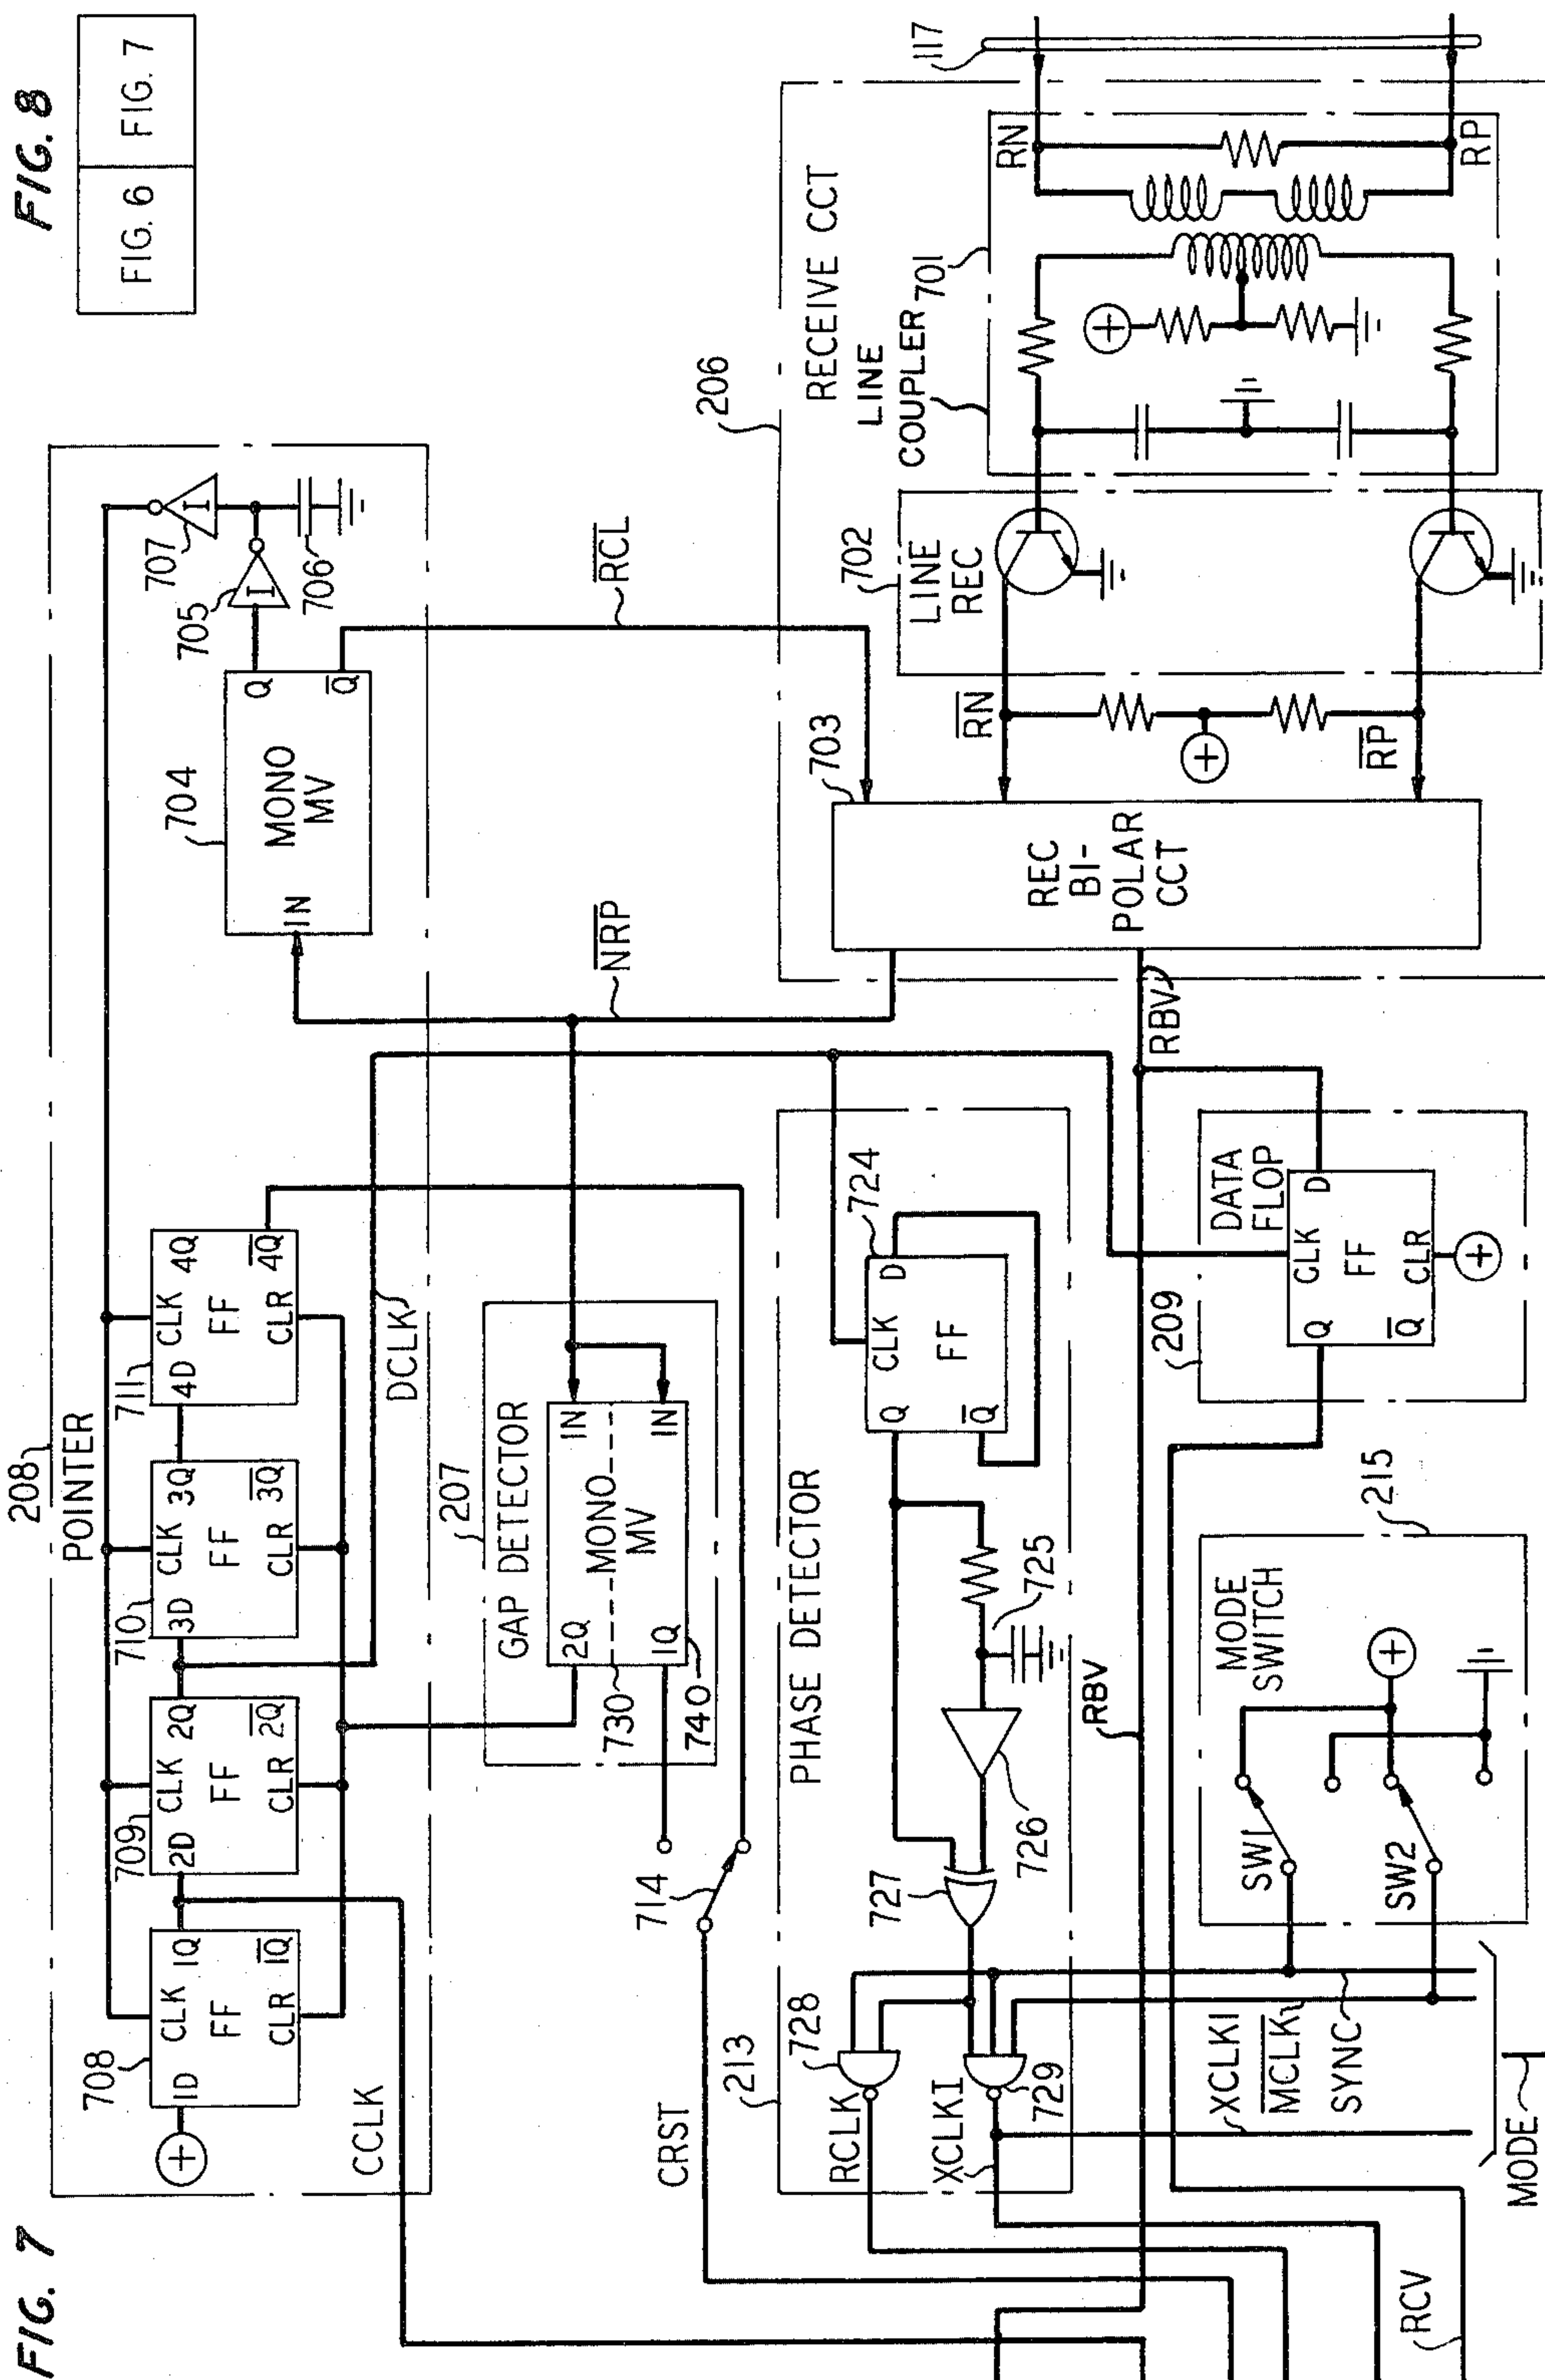 FIG. 7
FIG. 8
FIG. 6
FIG. 7
208
POINTER
708
1D
CLK
1Q
FF
CLR
1Q̅
709
2D
CLK
2Q
FF
CLR
2Q̅
710
3D
CLK
3Q
FF
CLR
3Q̅
711
4D
CLK
4Q
FF
CLR
4Q̅
CCLK
DCLK
704
MONO
MV
IN
Q
Q̅
705
706
707
I
I
R̅C̅L̅
N̅R̅P̅
207
GAP DETECTOR
2Q
IN
MONO
MV
1Q
IN
730
740
714
CRST
213
PHASE DETECTOR
724
CLK
D
Q
FF
Q̅
725
726
727
728
729
RCLK
XCLKI
206
RECEIVE CCT
LINE
COUPLER
701
117
RN
RP
702
LINE
REC
703
REC
BI-
POLAR
CCT
R̅N̅
R̅P̅
RBV
RBV
209
DATA
FLOP
CLK
D
Q
FF
Q̅
CLR
215
MODE
SWITCH
SW1
SW2
XCLKI
M̅C̅L̅K̅
SYNC
MODE
RCV